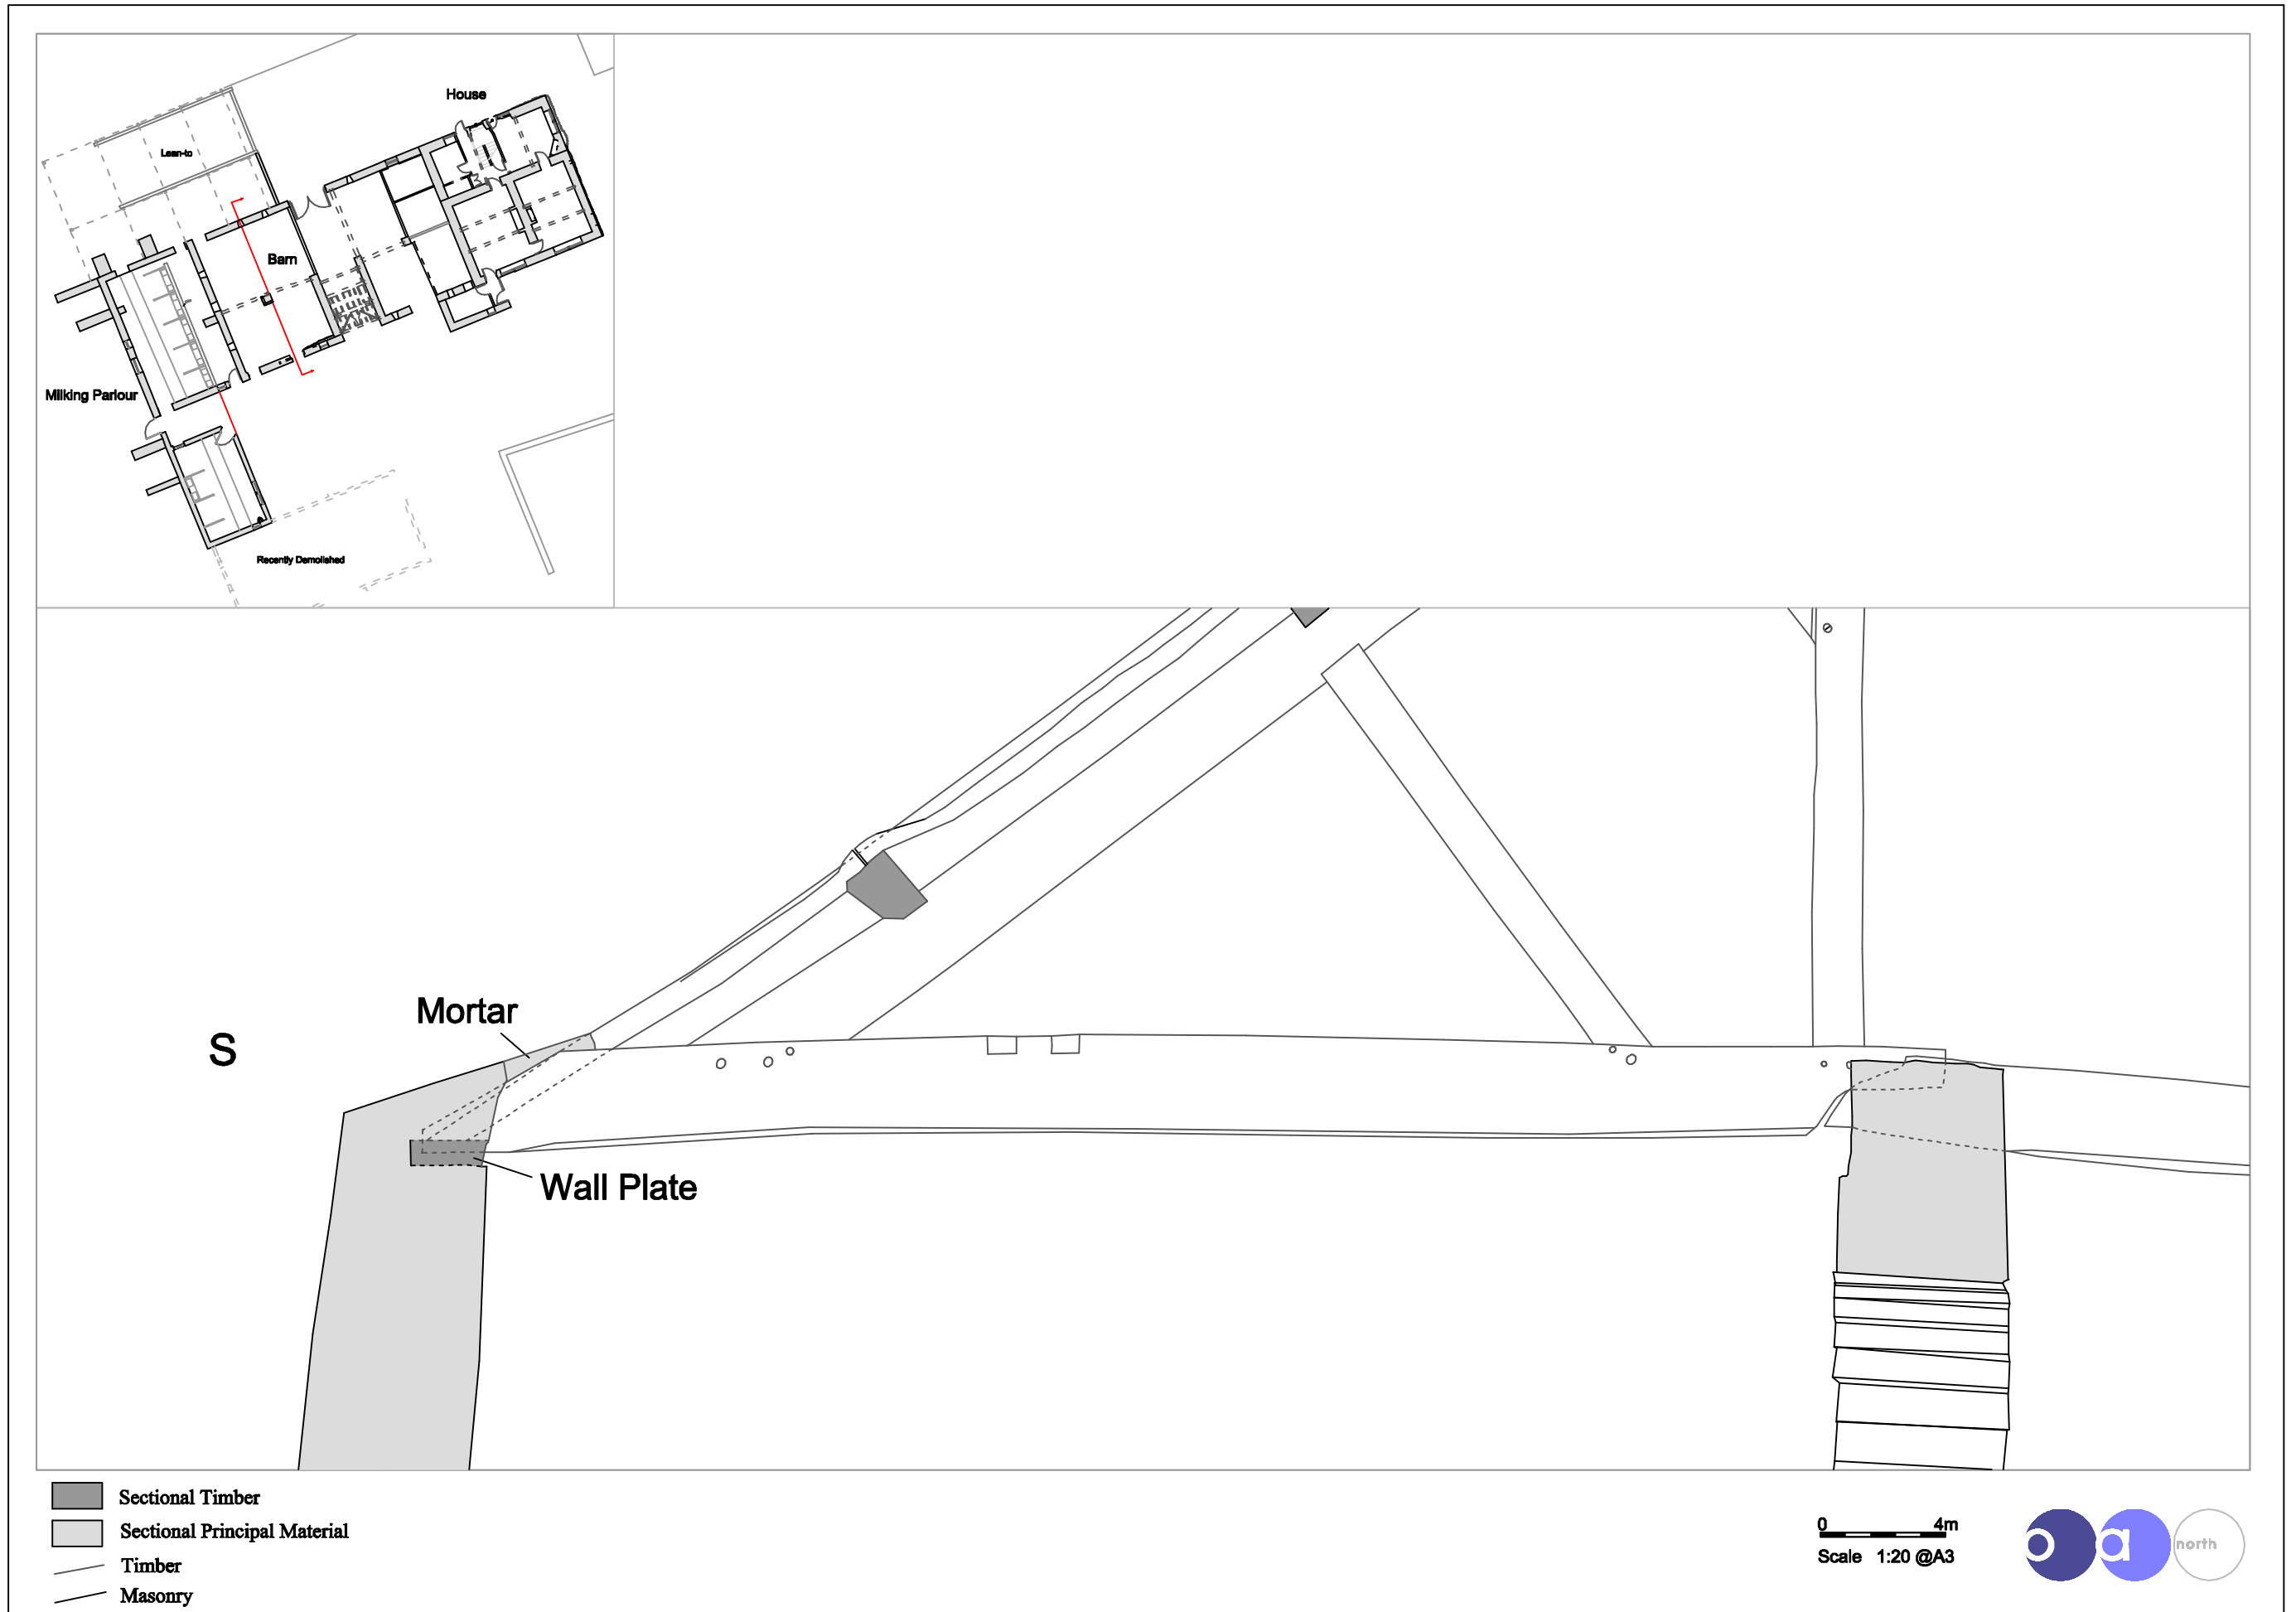 House
Lean-to
Barn
Milking Parlour
Recently Demolished
Mortar
S
Wall Plate
Sectional Timber
Sectional Principal Material
Timber
Masonry
0 4m
Scale 1:20 @A3
oa north